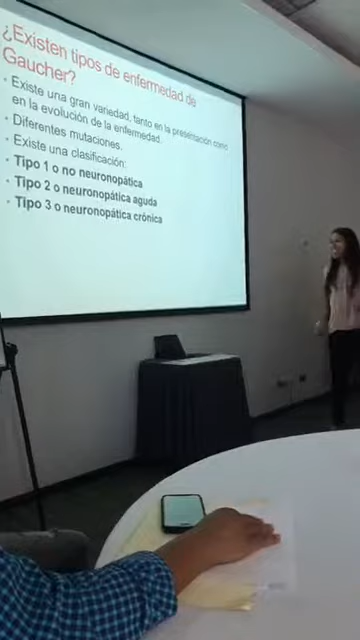 ¿Existen tipos de enfermedad de
Gaucher?
• Existe una gran variedad, tanto en la presentación como
en la evolución de la enfermedad.
• Diferentes mutaciones.
• Existe una clasificación:
• Tipo 1 o no neuronopática
• Tipo 2 o neuronopática aguda
• Tipo 3 o neuronopática crónica